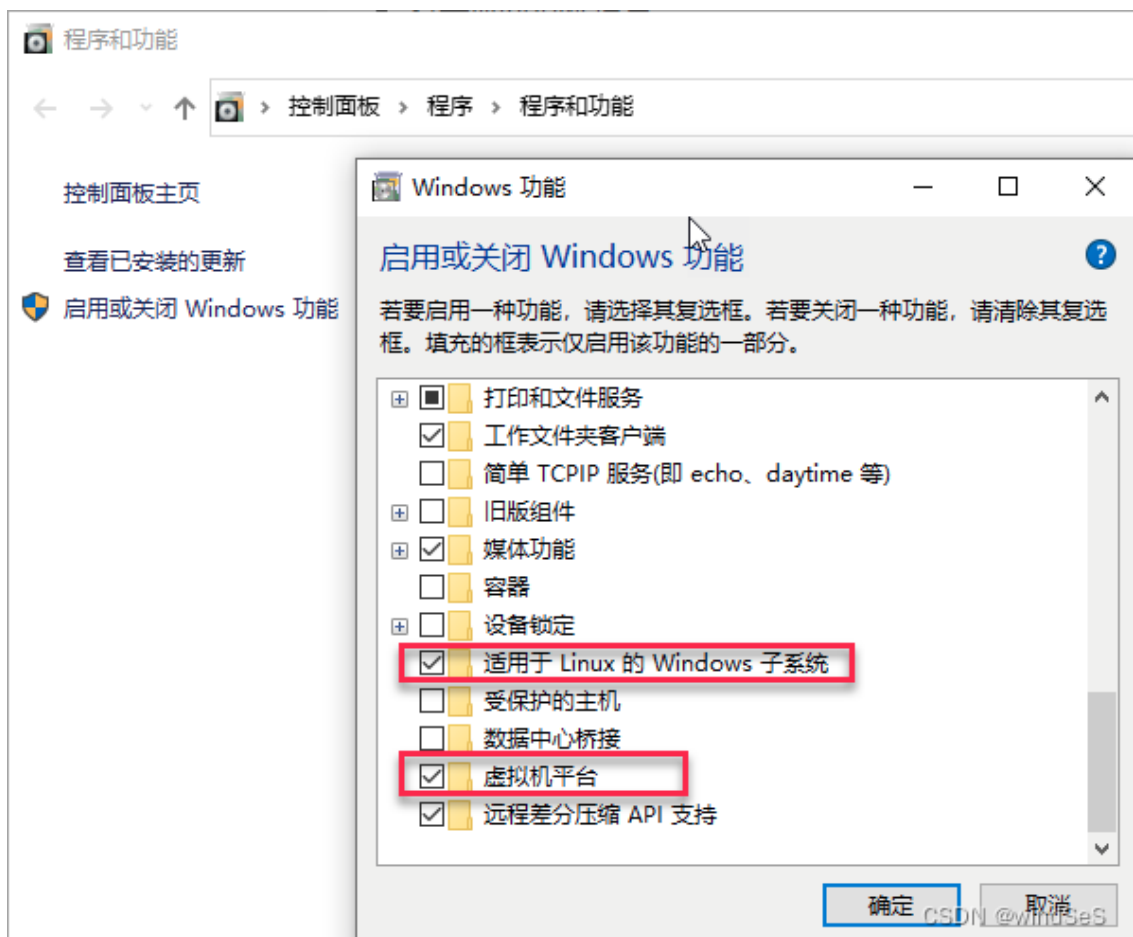 程序和功能
控制面板 › 程序 › 程序和功能
控制面板主页
查看已安装的更新
启用或关闭 Windows 功能
Windows 功能
启用或关闭 Windows 功能
若要启用一种功能，请选择其复选框。若要关闭一种功能，请清除其复选
框。填充的框表示仅启用该功能的一部分。
打印和文件服务
工作文件夹客户端
简单 TCPIP 服务(即 echo、daytime 等)
旧版组件
媒体功能
容器
设备锁定
适用于 Linux 的 Windows 子系统
受保护的主机
数据中心桥接
虚拟机平台
远程差分压缩 API 支持
确定
取消
CSDN @winuSeS